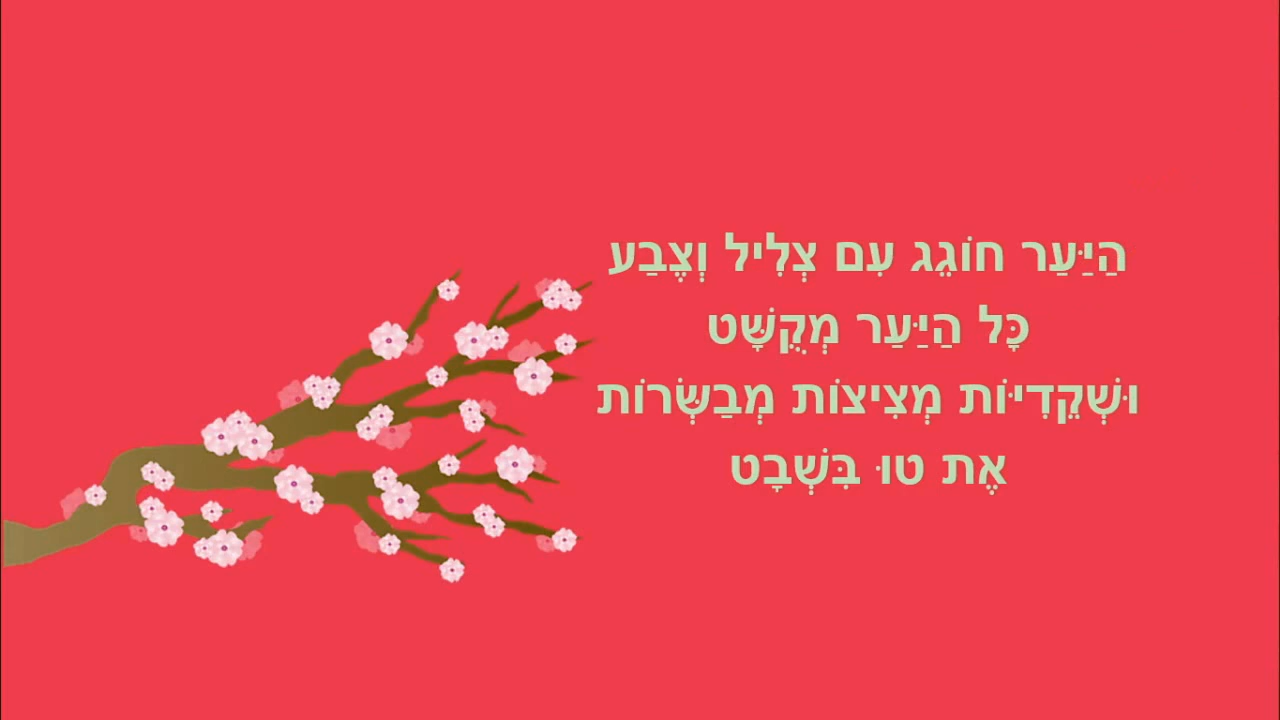 הַיַּעַר חוֹגֵג עִם צְלִיל וְצֶבַע
כָּל הַיַּעַר מְקֻשָּׁט
וּשְׁקֵדִיּוֹת מְצִיצוֹת מְבַשְּׂרוֹת
אֶת טוּ בִּשְׁבָט